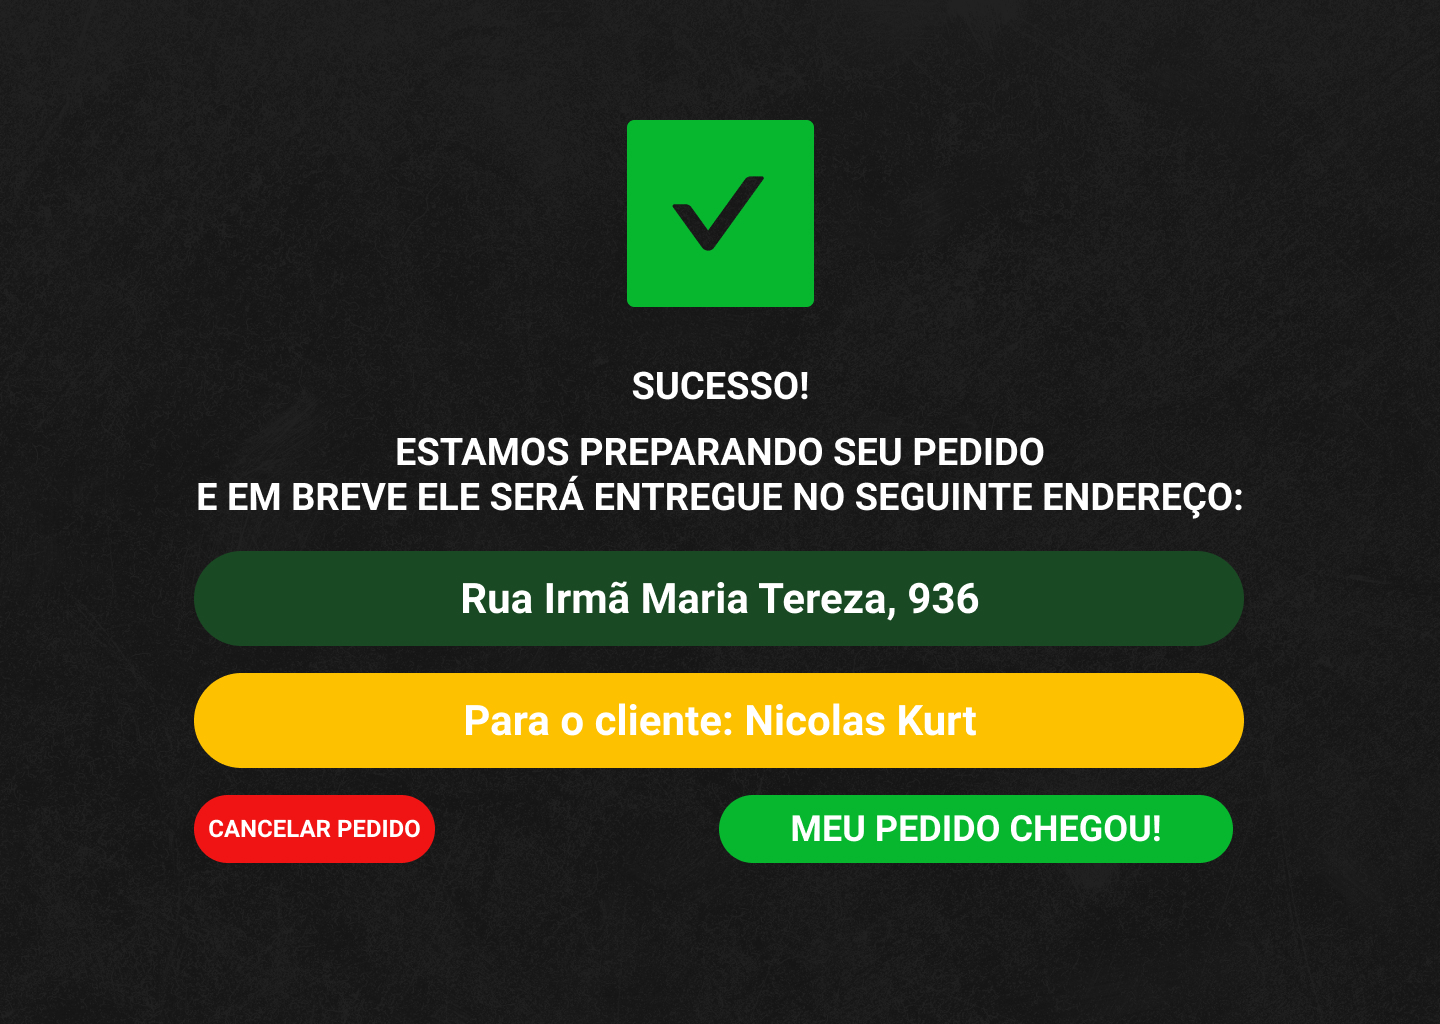 SUCESSO!
ESTAMOS PREPARANDO SEU PEDIDO
E EM BREVE ELE SERÁ ENTREGUE NO SEGUINTE ENDEREÇO:
Rua Irmã Maria Tereza, 936
Para o cliente: Nicolas Kurt
CANCELAR PEDIDO
MEU PEDIDO CHEGOU!